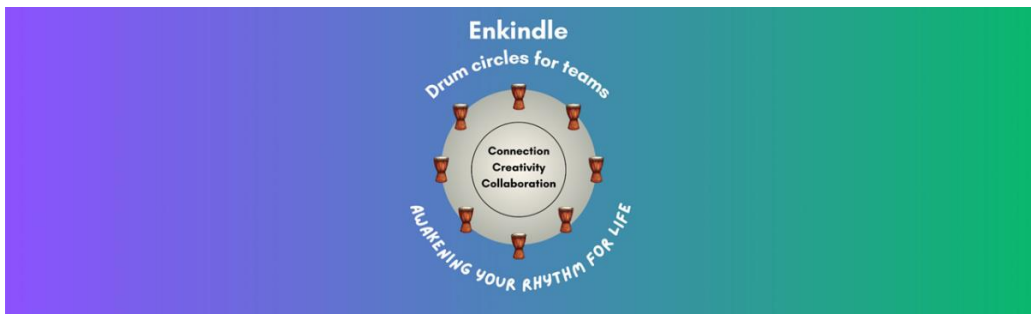 Enkindle
Drum circles for teams
Connection
Creativity
Collaboration
AWAKENING YOUR RHYTHM FOR LIFE